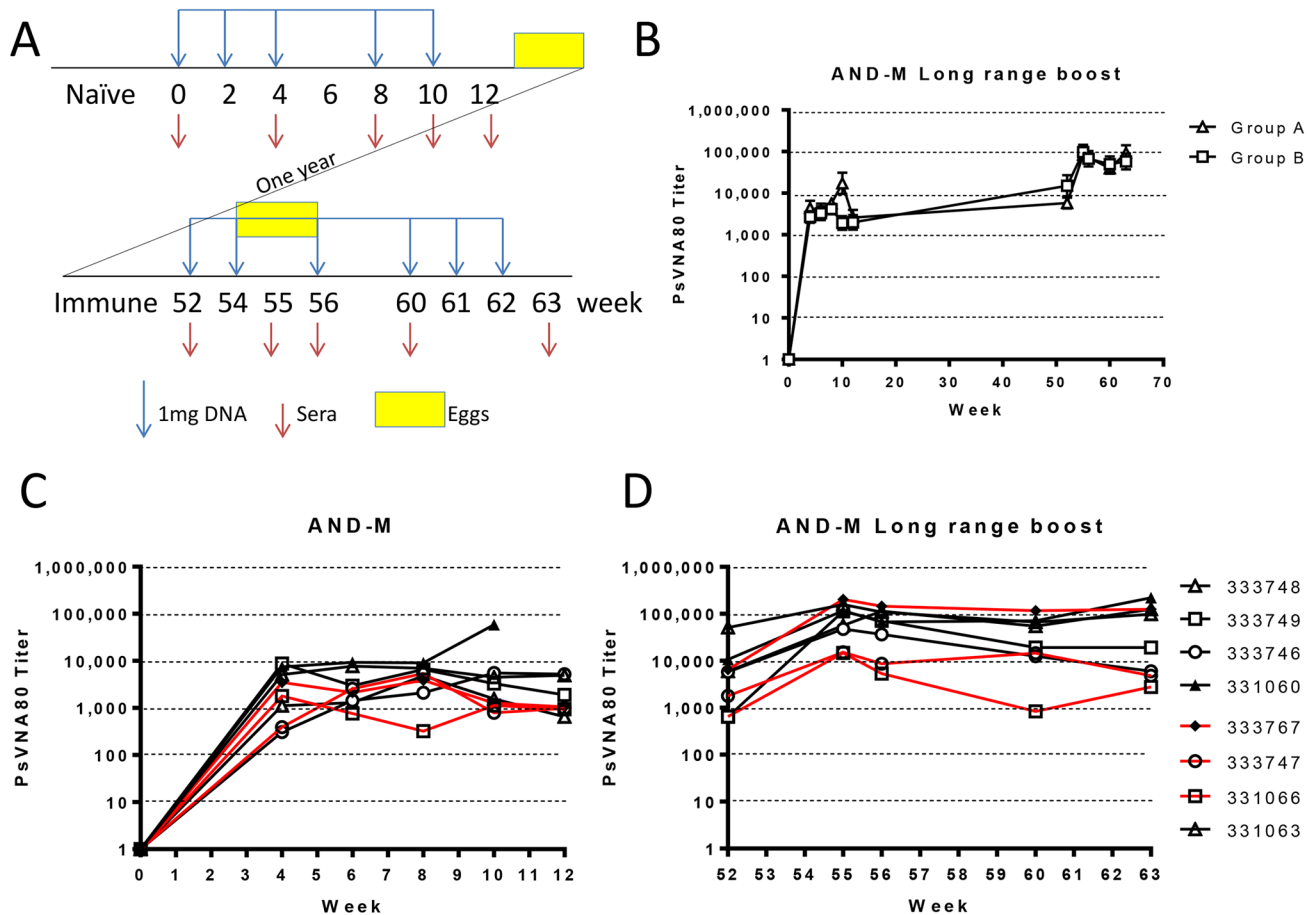 A
Naïve 0 2 4 6 8 10 12
One year
Immune 52 54 55 56 60 61 62 63 week
1mg DNA Sera Eggs
B
AND-M Long range boost
PsVNA80 Titer
1,000,000
100,000
10,000
1,000
100
10
1
0 10 20 30 40 50 60 70
Week
Group A
Group B
C
AND-M
PsVNA80 Titer
1,000,000
100,000
10,000
1,000
100
10
1
0 1 2 3 4 5 6 7 8 9 10 11 12
Week
D
AND-M Long range boost
PsVNA80 Titer
1,000,000
100,000
10,000
1,000
100
10
1
52 53 54 55 56 57 58 59 60 61 62 63
Week
333748
333749
333746
331060
333767
333747
331066
331063